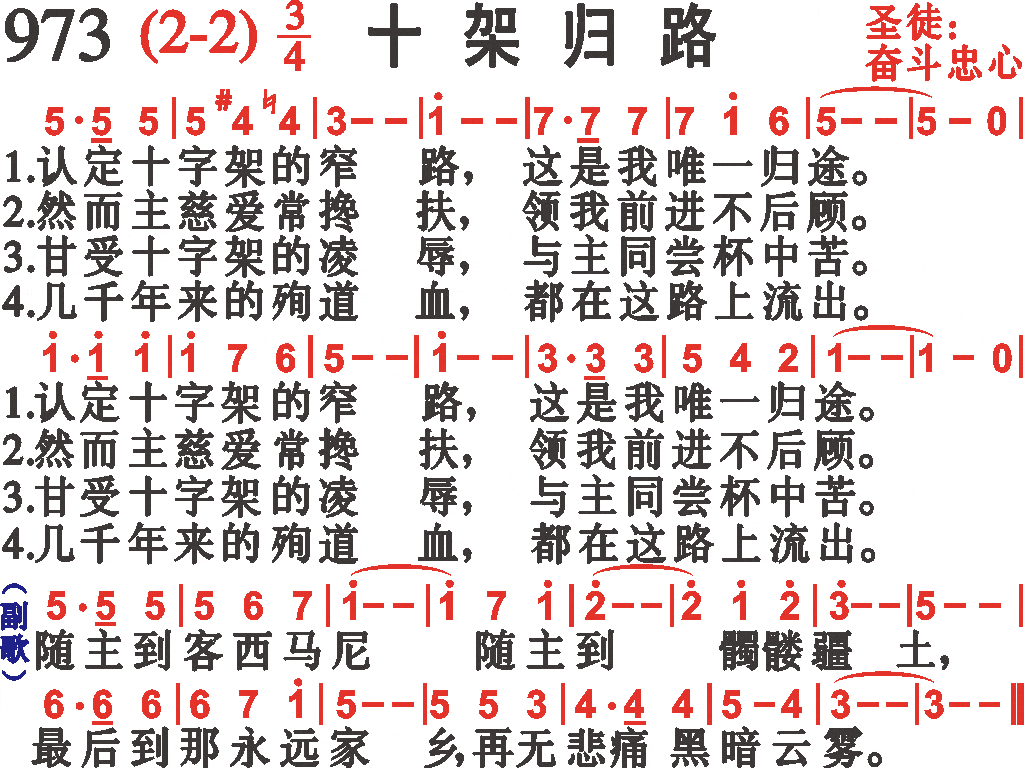 973 (2-2) 3/4 十架归路 圣徒：
奋斗忠心
5·5 5|5 #4 ♮4|3--|i--|7·7 7|7 i 6|5--|5-0|
1.认定十字架的窄 路， 这是我唯一归途。
2.然而主慈爱常搀 扶， 领我前进不后顾。
3.甘受十字架的凌 辱， 与主同尝杯中苦。
4.几千年来的殉道 血， 都在这路上流出。
i·i i|i 7 6|5--|i--|3·3 3|5 4 2|1--|1-0|
1.认定十字架的窄 路， 这是我唯一归途。
2.然而主慈爱常搀 扶， 领我前进不后顾。
3.甘受十字架的凌 辱， 与主同尝杯中苦。
4.几千年来的殉道 血， 都在这路上流出。
（副歌）
5·5 5|5 6 7|i--|i 7 i|2--|2 i 2|3--|5--|
随主到客西马尼 随主到 髑髅疆 土，
6·6 6|6 7 i|5--|5 5 3|4·4 4|5-4|3--|3--‖
最后到那永远家 乡，再无悲痛黑暗云雾。